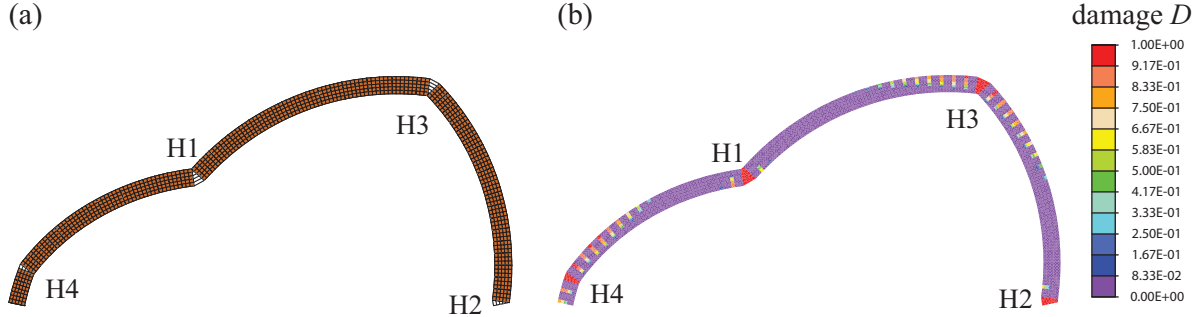 (a)
H1
H3
H4
H2
(b)
H1
H3
H4
H2
damage D
1.00E+00
9.17E-01
8.33E-01
7.50E-01
6.67E-01
5.83E-01
5.00E-01
4.17E-01
3.33E-01
2.50E-01
1.67E-01
8.33E-02
0.00E+00